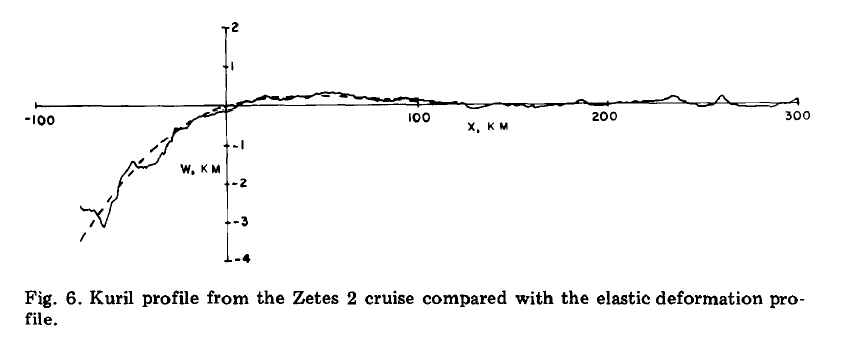 2
1
-100
100
X, KM
200
300
-1
W, KM
-2
-3
-4
Fig. 6. Kuril profile from the Zetes 2 cruise compared with the elastic deformation pro-
file.